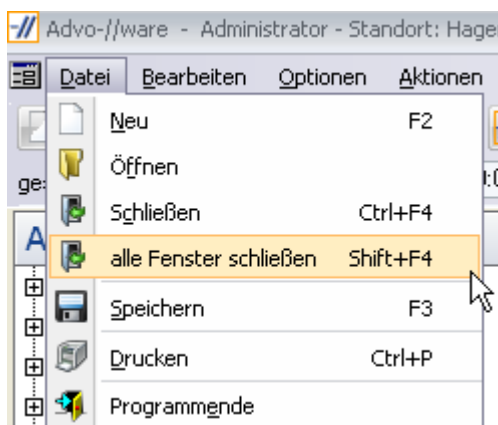 Advo-//ware - Administrator - Standort: Hage
Datei Bearbeiten Optionen Aktionen
Neu F2
Öffnen
Schließen Ctrl+F4
alle Fenster schließen Shift+F4
Speichern F3
Drucken Ctrl+P
Programmende